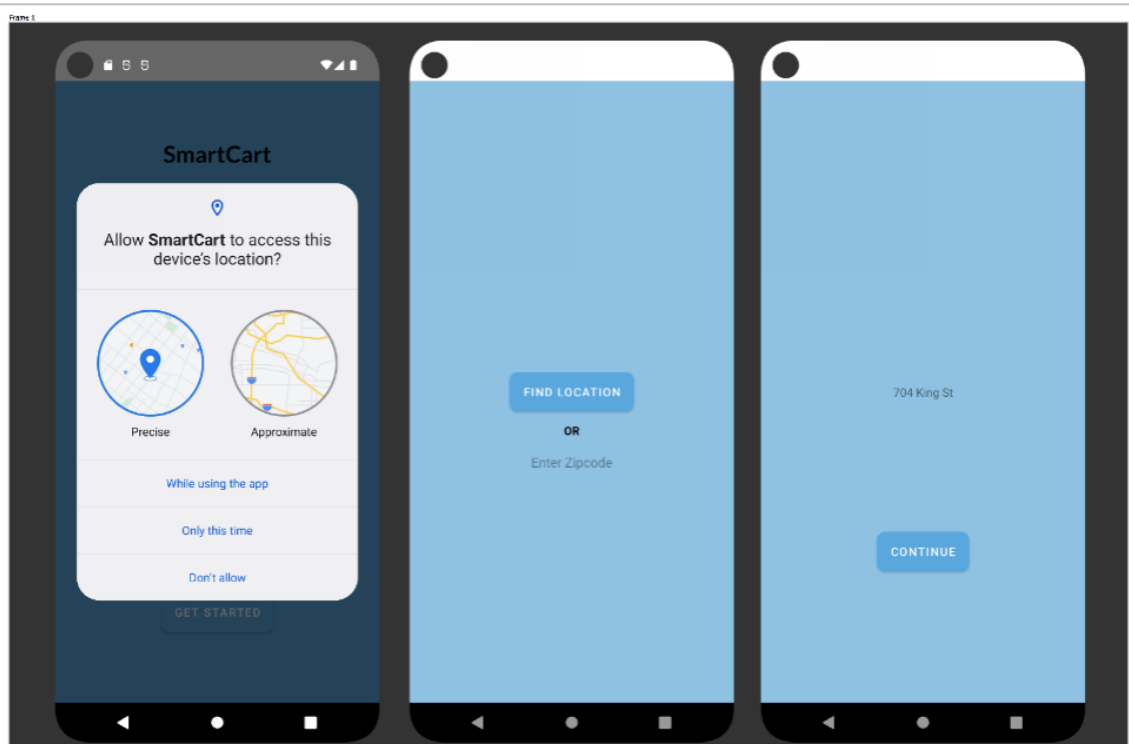 Frame 1
SmartCart
Allow SmartCart to access this
device's location?
Precise
Approximate
While using the app
Only this time
Don't allow
GET STARTED
FIND LOCATION
OR
Enter Zipcode
704 King St
CONTINUE